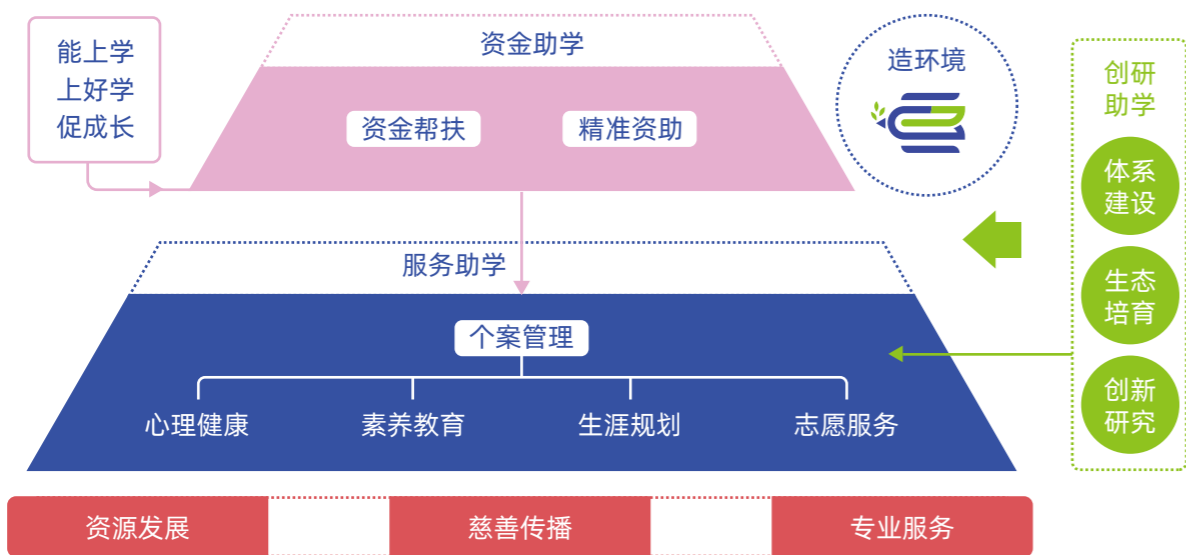 能上学
上好学
促成长
资金助学
资金帮扶
精准资助
造环境
创研
助学
体系
建设
生态
培育
创新
研究
服务助学
个案管理
心理健康
素养教育
生涯规划
志愿服务
资源发展
慈善传播
专业服务